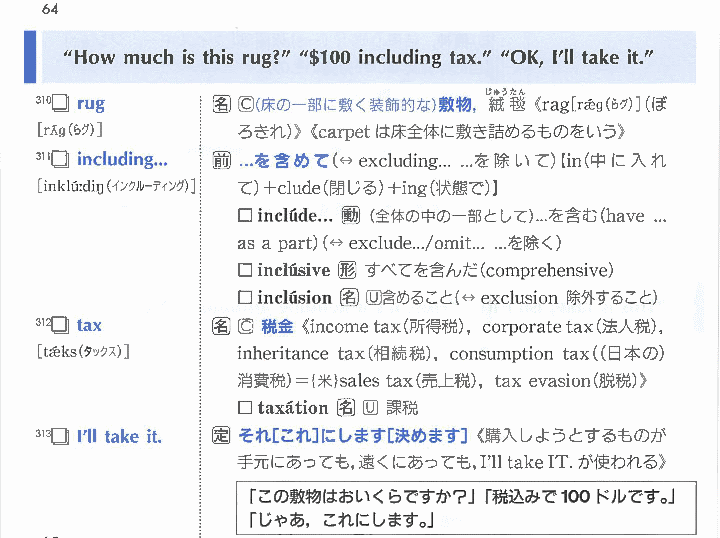 64
“How much is this rug?” “$100 including tax.” “OK, I’ll take it.”
310 rug
[rʌ́g(らグ)]
名 C(床の一部に敷く装飾的な)敷物, 絨毯《rag[rǽg(らグ)](ぼ
じゅうたん
ろきれ)》《carpet は床全体に敷き詰めるものをいう》
311 including...
[inklúːdiŋ(インクルーディング)]
前 ...を含めて(⇔ excluding... ...を除いて)【in(中に入れ
て)+clude(閉じる)+ing(状態で)】
□ inclúde... 動 (全体の中の一部として)...を含む(have ...
as a part)(⇔ exclude.../omit... ...を除く)
□ inclúsive 形 すべてを含んだ(comprehensive)
□ inclúsion 名 U含めること(⇔ exclusion 除外すること)
312 tax
[tǽks(タックス)]
名 C 税金《income tax(所得税), corporate tax(法人税),
inheritance tax(相続税), consumption tax((日本の)
消費税)={米}sales tax(売上税), tax evasion(脱税)》
□ taxátion 名 U 課税
313 I’ll take it.
定 それ[これ]にします[決めます]《購入しようとするものが
手元にあっても,遠くにあっても,I’ll take IT. が使われる》
「この敷物はおいくらですか?」「税込みで100ドルです。」
「じゃあ, これにします。」